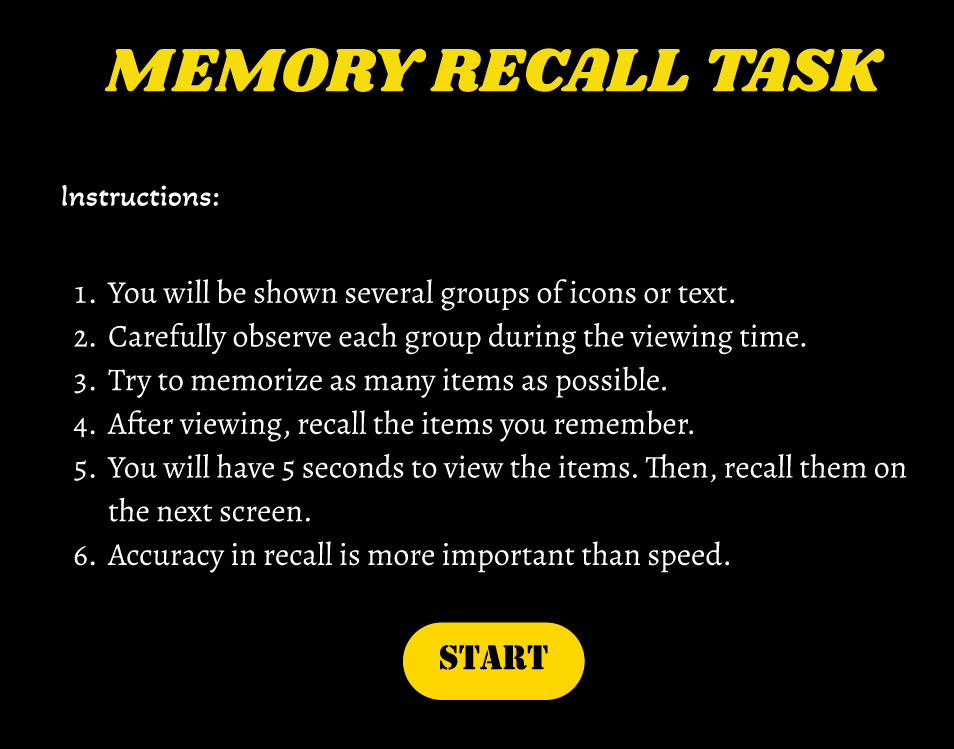 MEMORY RECALL TASK
Instructions:
1. You will be shown several groups of icons or text.
2. Carefully observe each group during the viewing time.
3. Try to memorize as many items as possible.
4. After viewing, recall the items you remember.
5. You will have 5 seconds to view the items. Then, recall them on
the next screen.
6. Accuracy in recall is more important than speed.
START